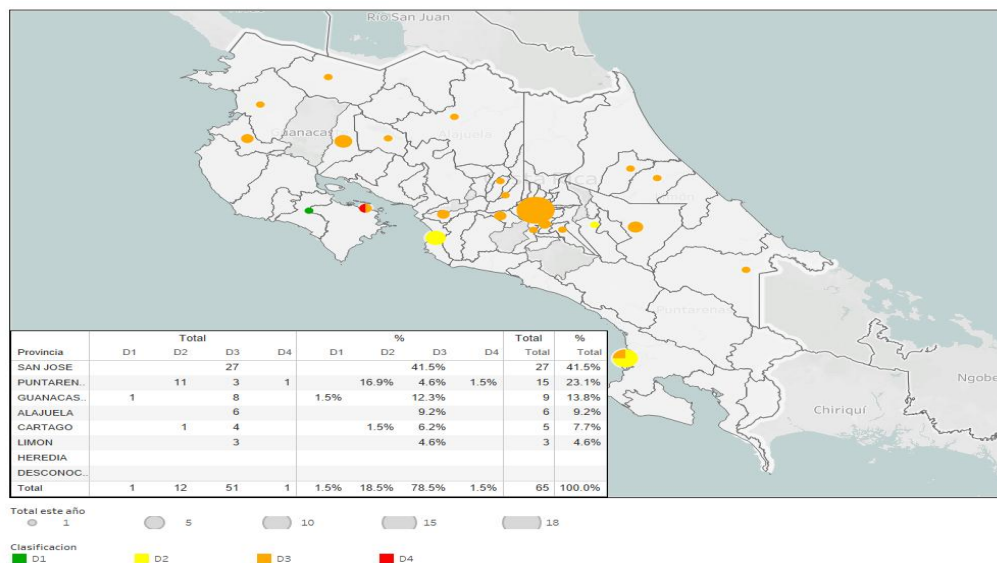 Río San Juan
Guanacas
Alajuela
Puntarenas
Ngobe
Chiriquí
Total % Total %
Provincia D1 D2 D3 D4 D1 D2 D3 D4 Total Total
SAN JOSE 27 41.5% 27 41.5%
PUNTAREN.. 11 3 1 16.9% 4.6% 1.5% 15 23.1%
GUANACAS.. 1 8 1.5% 12.3% 9 13.8%
ALAJUELA 6 9.2% 6 9.2%
CARTAGO 1 4 1.5% 6.2% 5 7.7%
LIMON 3 4.6% 3 4.6%
HEREDIA
DESCONOC..
Total 1 12 51 1 1.5% 18.5% 78.5% 1.5% 65 100.0%
Total este año
1 5 10 15 18
Clasificacion
D1 D2 D3 D4